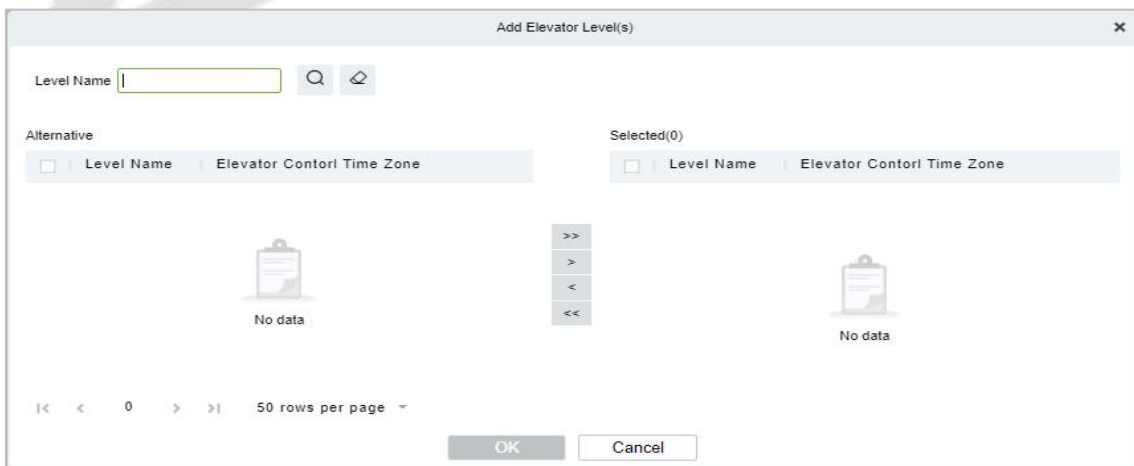 Add Elevator Level(s) ×
Level Name
Alternative
Selected(0)
Level Name Elevator Contorl Time Zone
Level Name Elevator Contorl Time Zone
>>
>
<
<<
No data
No data
|< < 0 > >| 50 rows per page
OK Cancel